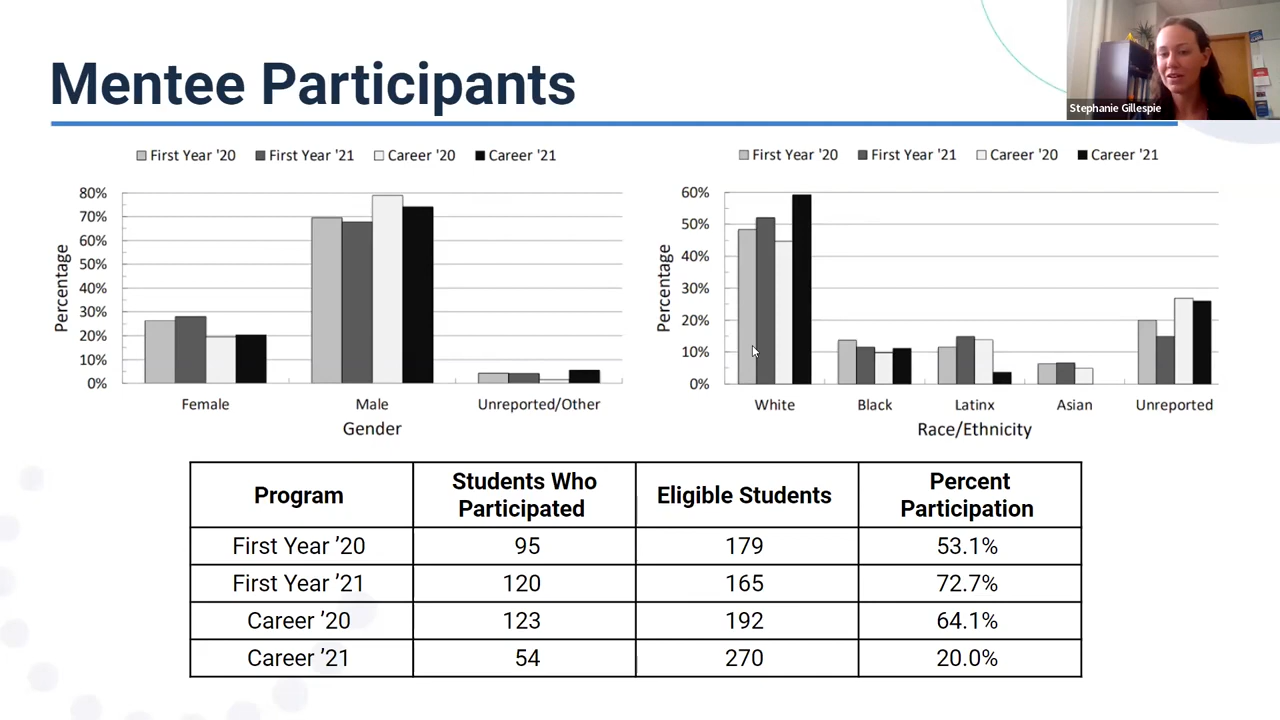 Mentee Participants
Stephanie Gillespie
First Year '20 First Year '21 Career '20 Career '21
80%
70%
60%
50%
40%
30%
20%
10%
0%
Percentage
Female Male Unreported/Other
Gender
First Year '20 First Year '21 Career '20 Career '21
60%
50%
40%
30%
20%
10%
0%
Percentage
White Black Latinx Asian Unreported
Race/Ethnicity
Program Students Who Participated Eligible Students Percent Participation
First Year ’20 95 179 53.1%
First Year ’21 120 165 72.7%
Career ’20 123 192 64.1%
Career ’21 54 270 20.0%